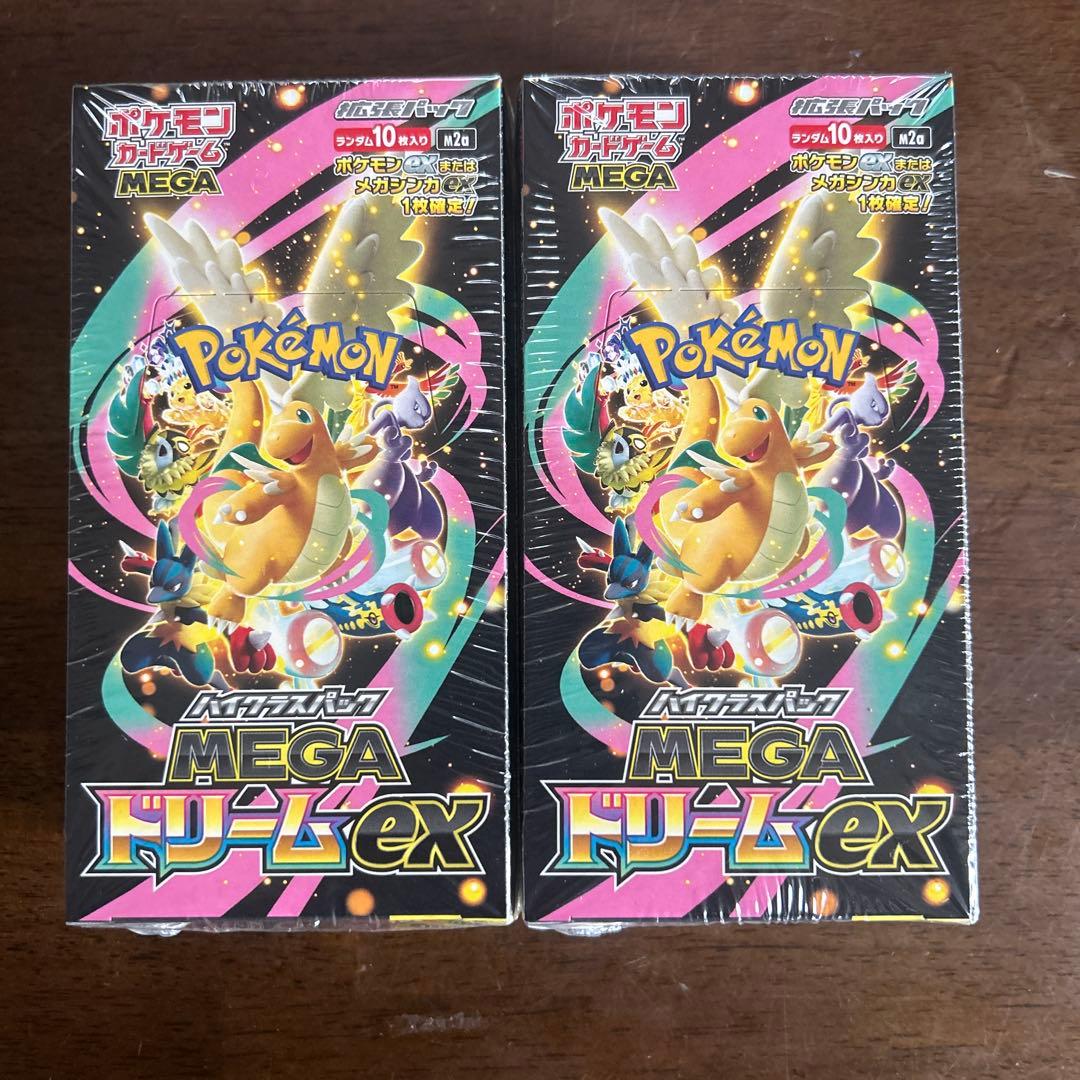 ポケモン
カードゲーム
MEGA
拡張パック
ランダム10枚入り M2a
ポケモンexまたは
メガシンカex
1枚確定!
POKÉMON
TM
ハイクラスパック
MEGA
ドリームex
ポケモン
カードゲーム
MEGA
拡張パック
ランダム10枚入り M2a
ポケモンexまたは
メガシンカex
1枚確定!
POKÉMON
TM
ハイクラスパック
MEGA
ドリームex